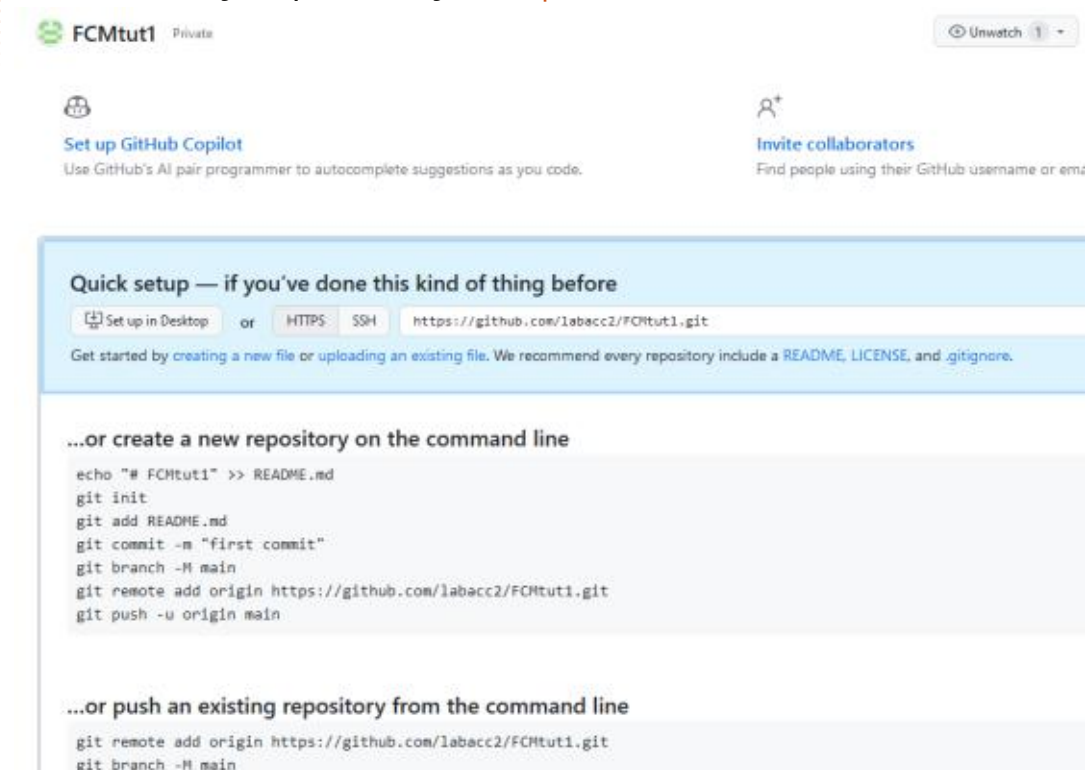 FCMtut1 Private
Unwatch 1
Set up GitHub Copilot
Use GitHub's AI pair programmer to autocomplete suggestions as you code.
Invite collaborators
Find people using their GitHub username or ema
Quick setup — if you've done this kind of thing before
Set up in Desktop or HTTPS SSH https://github.com/labacc2/FCMtut1.git
Get started by creating a new file or uploading an existing file. We recommend every repository include a README, LICENSE, and .gitignore.
...or create a new repository on the command line
echo "# FCMtut1" >> README.md
git init
git add README.md
git commit -m "first commit"
git branch -M main
git remote add origin https://github.com/labacc2/FCMtut1.git
git push -u origin main
...or push an existing repository from the command line
git remote add origin https://github.com/labacc2/FCMtut1.git
git branch -M main